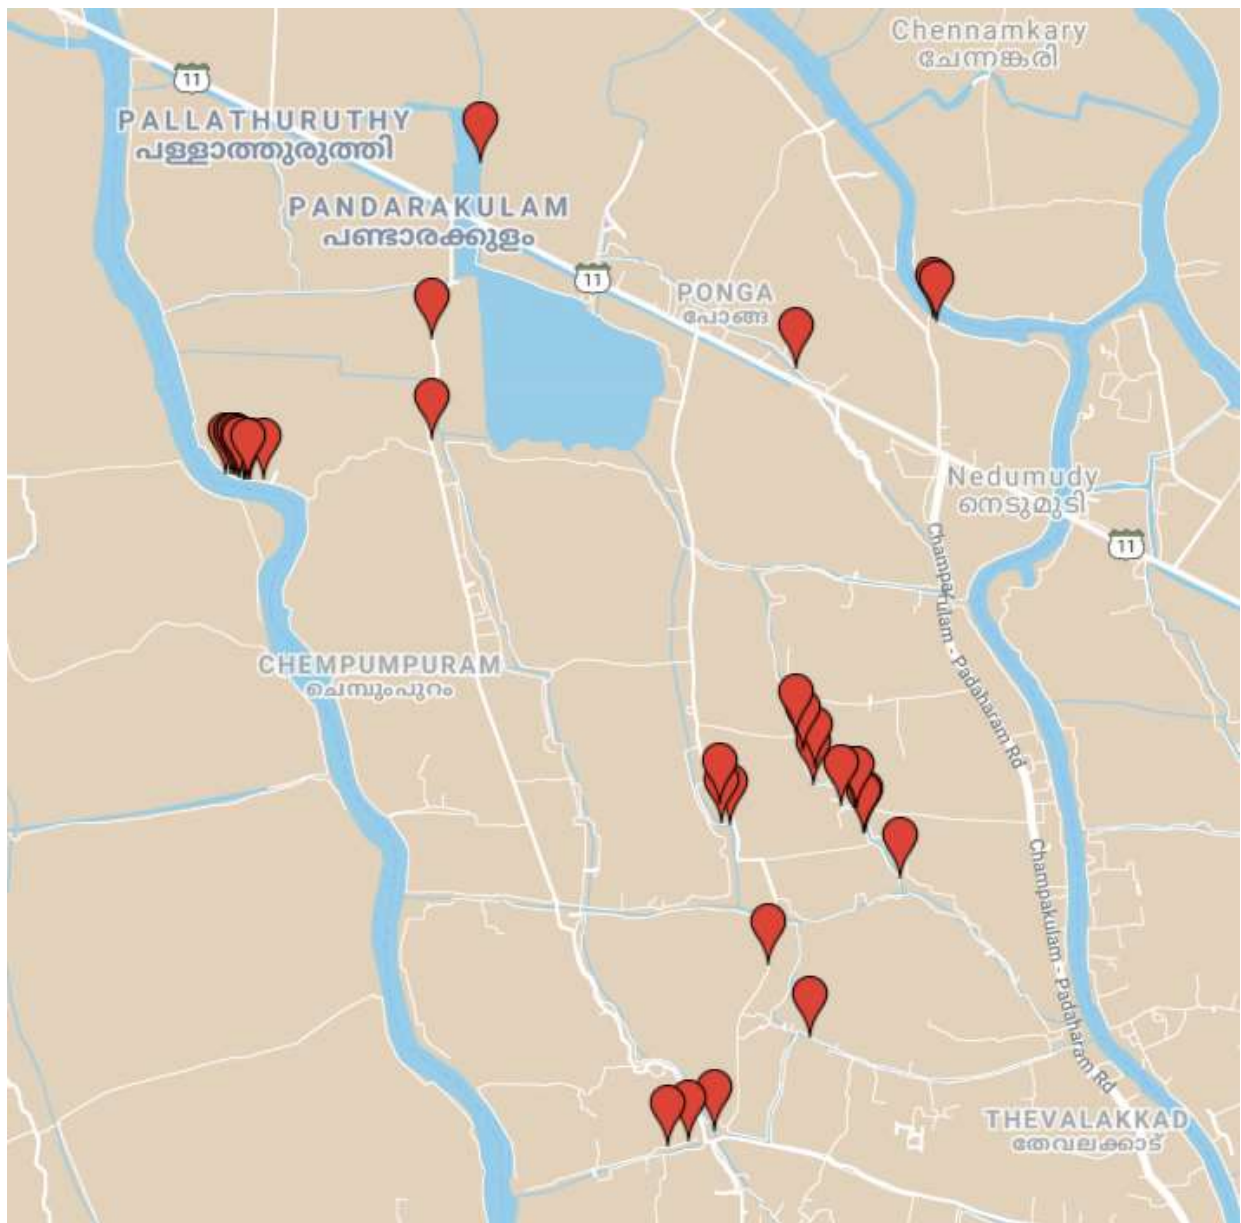 Chennamkary
ചേന്നങ്കരി
11
PALLATHURUTHY
പള്ളാത്തുരുത്തി
PANDARAKULAM
പണ്ടാരക്കുളം
11
PONGA
പോങ്ങ
Nedumudy
നെടുമുടി
11
Champakulam - Padaharam Rd
CHEMPUMPURAM
ചെമ്പുംപുറം
Champakulam - Padaharam Rd
THEVALAKKAD
തേവലക്കാട്